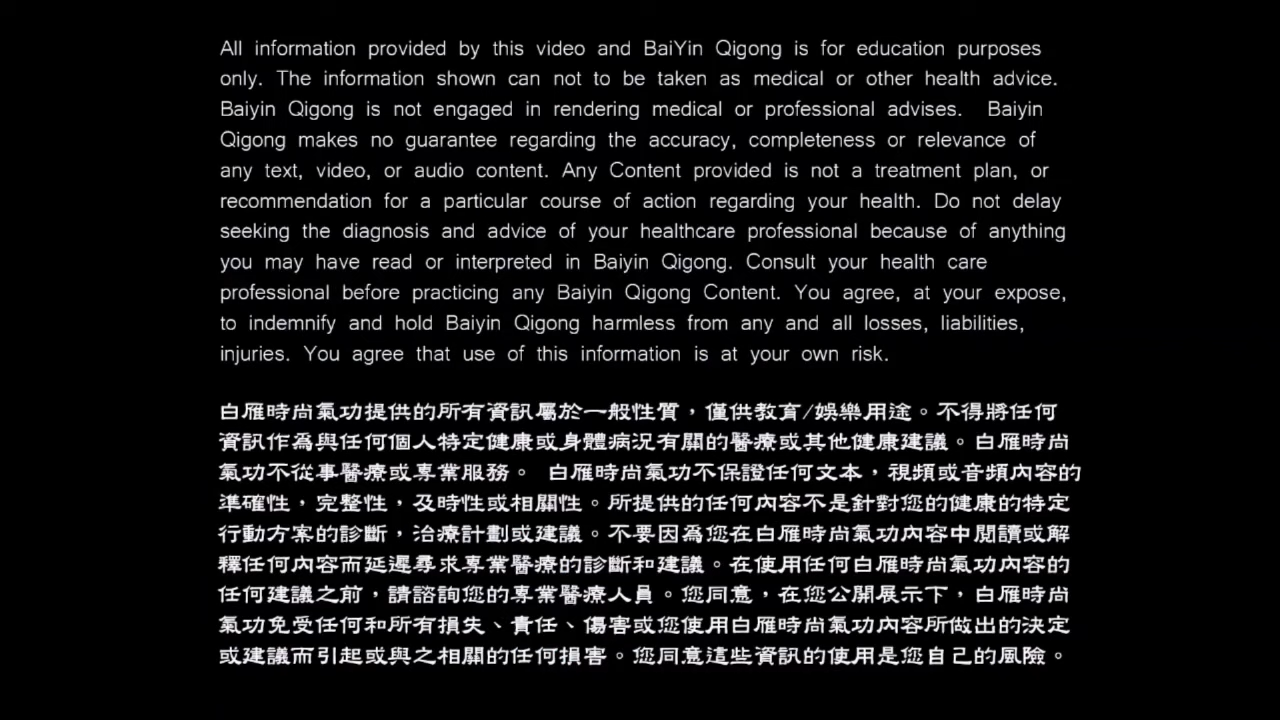 All information provided by this video and BaiYin Qigong is for education purposes
only. The information shown can not to be taken as medical or other health advice.
Baiyin Qigong is not engaged in rendering medical or professional advises. Baiyin
Qigong makes no guarantee regarding the accuracy, completeness or relevance of
any text, video, or audio content. Any Content provided is not a treatment plan, or
recommendation for a particular course of action regarding your health. Do not delay
seeking the diagnosis and advice of your healthcare professional because of anything
you may have read or interpreted in Baiyin Qigong. Consult your health care
professional before practicing any Baiyin Qigong Content. You agree, at your expose,
to indemnify and hold Baiyin Qigong harmless from any and all losses, liabilities,
injuries. You agree that use of this information is at your own risk.
白雁時尚氣功提供的所有資訊屬於一般性質，僅供教育/娛樂用途。不得將任何
資訊作為與任何個人特定健康或身體病況有關的醫療或其他健康建議。白雁時尚
氣功不從事醫療或專業服務。 白雁時尚氣功不保證任何文本，視頻或音頻內容的
準確性，完整性，及時性或相關性。所提供的任何內容不是針對您的健康的特定
行動方案的診斷，治療計劃或建議。不要因為您在白雁時尚氣功內容中閱讀或解
釋任何內容而延遲尋求專業醫療的診斷和建議。在使用任何白雁時尚氣功內容的
任何建議之前，請諮詢您的專業醫療人員。您同意，在您公開展示下，白雁時尚
氣功免受任何和所有損失、責任、傷害或您使用白雁時尚氣功內容所做出的決定
或建議而引起或與之相關的任何損害。您同意這些資訊的使用是您自己的風險。